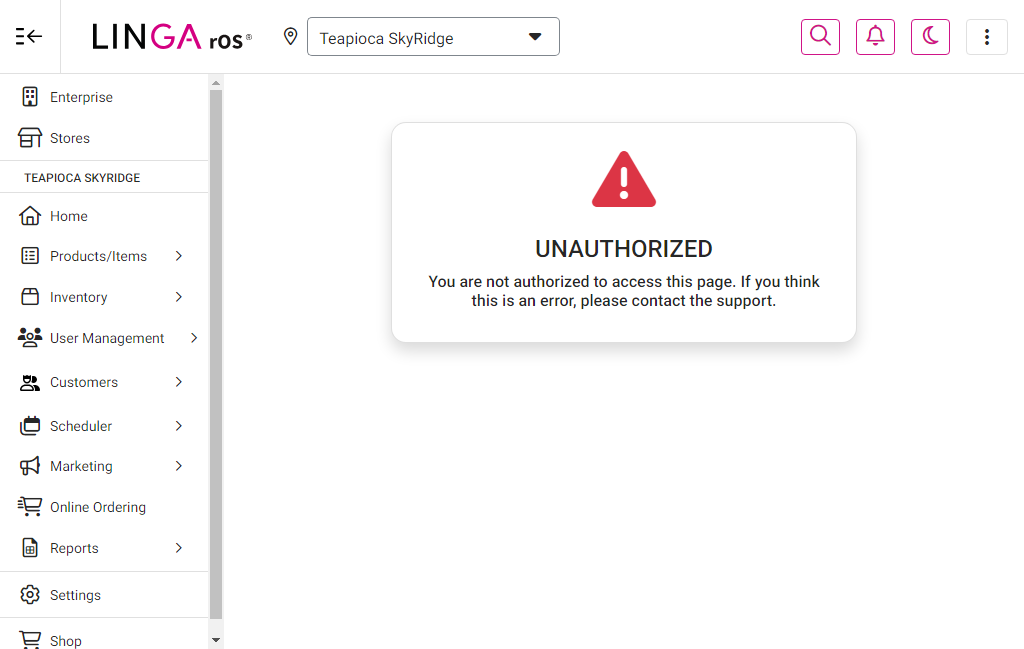 LINGA ros®
Teapioca SkyRidge
Enterprise
Stores
TEAPIOCA SKYRIDGE
Home
Products/Items
Inventory
User Management
Customers
Scheduler
Marketing
Online Ordering
Reports
Settings
Shop
UNAUTHORIZED
You are not authorized to access this page. If you think
this is an error, please contact the support.